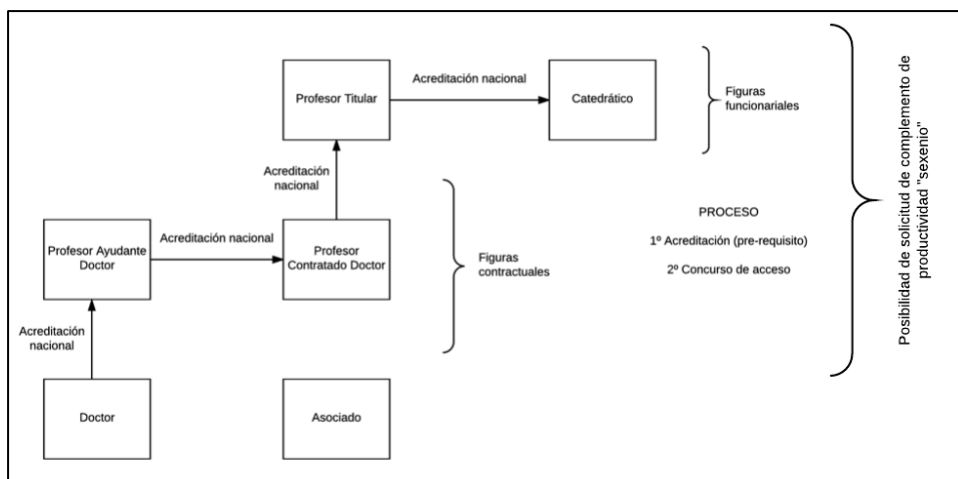 Profesor Titular
Acreditación nacional
Catedrático
Figuras
funcionariales
Acreditación
nacional
Profesor Ayudante
Doctor
Acreditación nacional
Profesor
Contratado Doctor
Figuras
contractuales
PROCESO
1º Acreditación (pre-requisito)
2º Concurso de acceso
Acreditación
nacional
Doctor
Asociado
Posibilidad de solicitud de complemento de
productividad "sexenio"